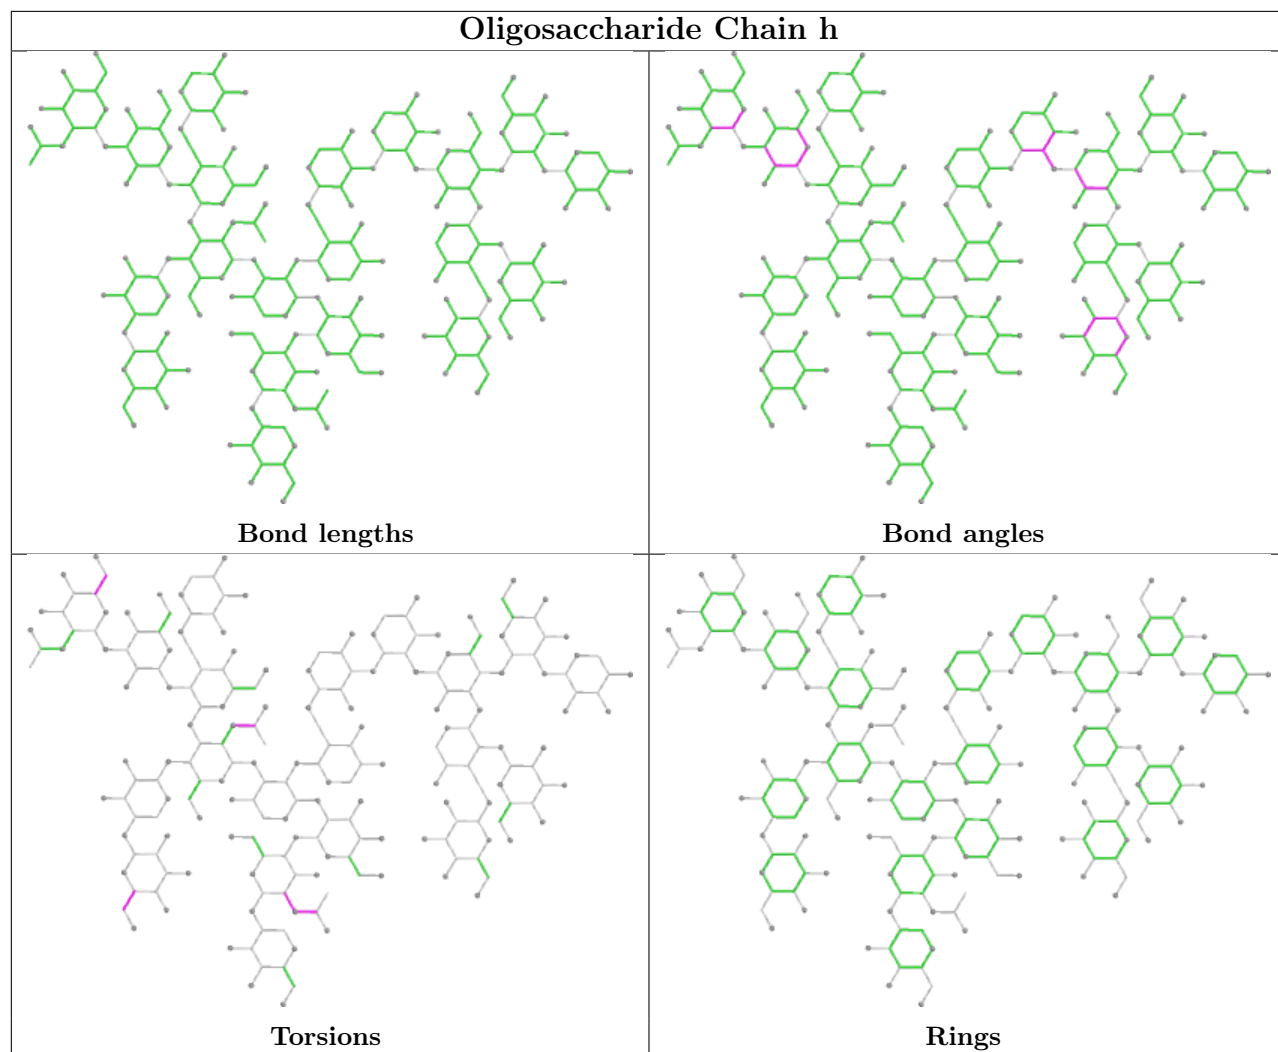 Oligosaccharide Chain h
Bond lengths
Bond angles
Torsions
Rings